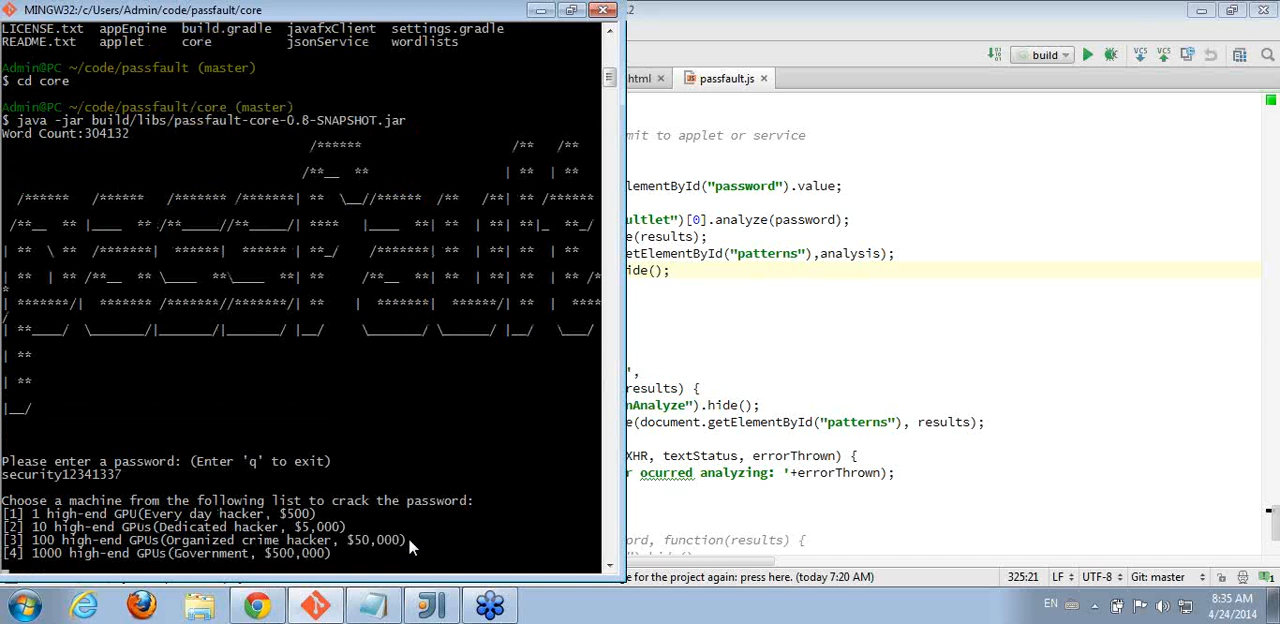 MINGW32:/c/Users/Admin/code/passfault/core
LICENSE.txt appEngine build.gradle javafxClient settings.gradle
README.txt applet core jsonService wordlists
Admin@PC ~/code/passfault (master)
$ cd core
Admin@PC ~/code/passfault/core (master)
$ java -jar build/libs/passfault-core-0.8-SNAPSHOT.jar
Word Count:304132
Please enter a password: (Enter 'q' to exit)
security12341337
Choose a machine from the following list to crack the password:
[1] 1 high-end GPU(Every day hacker, $500)
[2] 10 high-end GPUs(Dedicated hacker, $5,000)
[3] 100 high-end GPUs(Organized crime hacker, $50,000)
[4] 1000 high-end GPUs(Government, $500,000)
build
VCS VCS
html passfault.js
mit to applet or service
lementById("password").value;
ultlet")[0].analyze(password);
e(results);
etElementById("patterns"),analysis);
ide();
',
results) {
nAnalyze").hide();
e(document.getElementById("patterns"), results);
XHR, textStatus, errorThrown) {
r ocurred analyzing: '+errorThrown);
ord, function(results) {
e for the project again: press here. (today 7:20 AM)
325:21 LF UTF-8 Git: master
EN
8:35 AM
4/24/2014